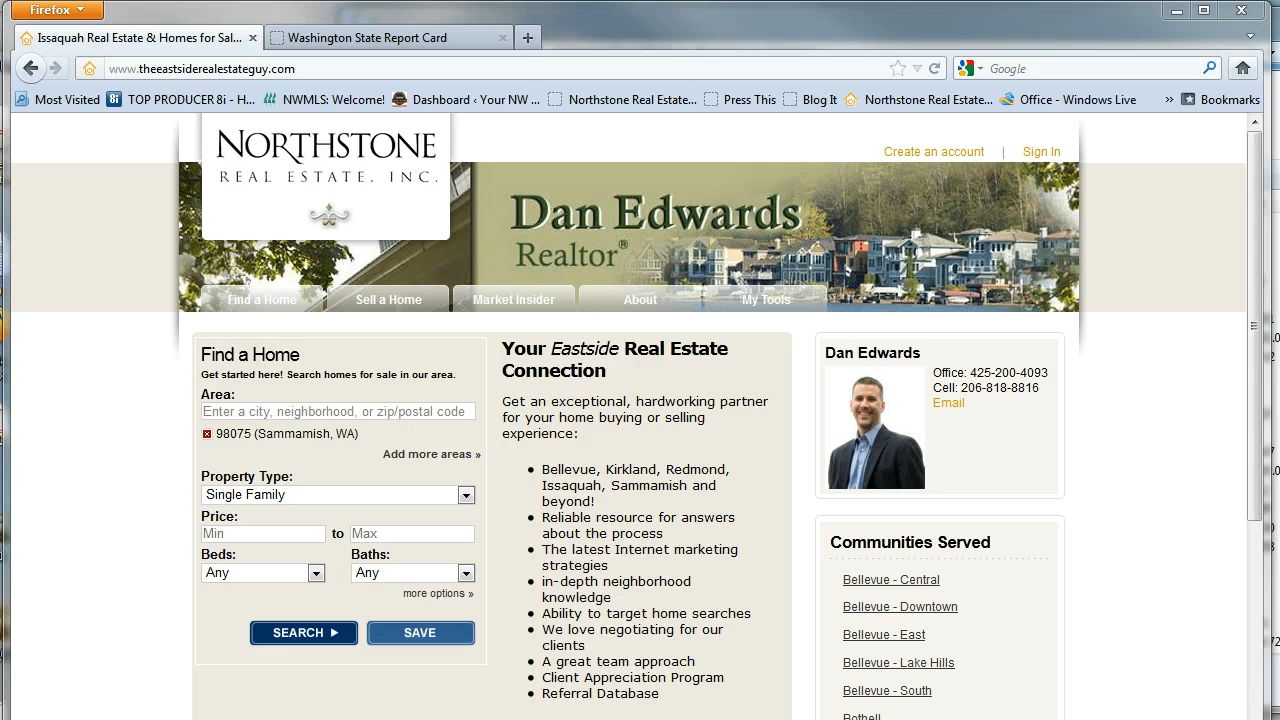 Firefox
Issaquah Real Estate & Homes for Sal...
Washington State Report Card
www.theeastsiderealestateguy.com
Google
Most Visited
TOP PRODUCER 8i - H...
NWMLS: Welcome!
Dashboard ‹ Your NW ...
Northstone Real Estate...
Press This
Blog It
Northstone Real Estate...
Office - Windows Live
»
Bookmarks
NORTHSTONE
REAL ESTATE, INC.
Create an account | Sign In
Dan Edwards
Realtor®
Find a Home
Sell a Home
Market Insider
About
My Tools
Find a Home
Get started here! Search homes for sale in our area.
Area:
Enter a city, neighborhood, or zip/postal code
98075 (Sammamish, WA)
Add more areas »
Property Type:
Single Family
Price:
Min to Max
Beds: Baths:
Any Any
more options »
SEARCH SAVE
Your Eastside Real Estate
Connection
Get an exceptional, hardworking partner
for your home buying or selling
experience:
• Bellevue, Kirkland, Redmond,
Issaquah, Sammamish and
beyond!
• Reliable resource for answers
about the process
• The latest Internet marketing
strategies
• in-depth neighborhood
knowledge
• Ability to target home searches
• We love negotiating for our
clients
• A great team approach
• Client Appreciation Program
• Referral Database
Dan Edwards
Office: 425-200-4093
Cell: 206-818-8816
Email
Communities Served
Bellevue - Central
Bellevue - Downtown
Bellevue - East
Bellevue - Lake Hills
Bellevue - South
Bothell